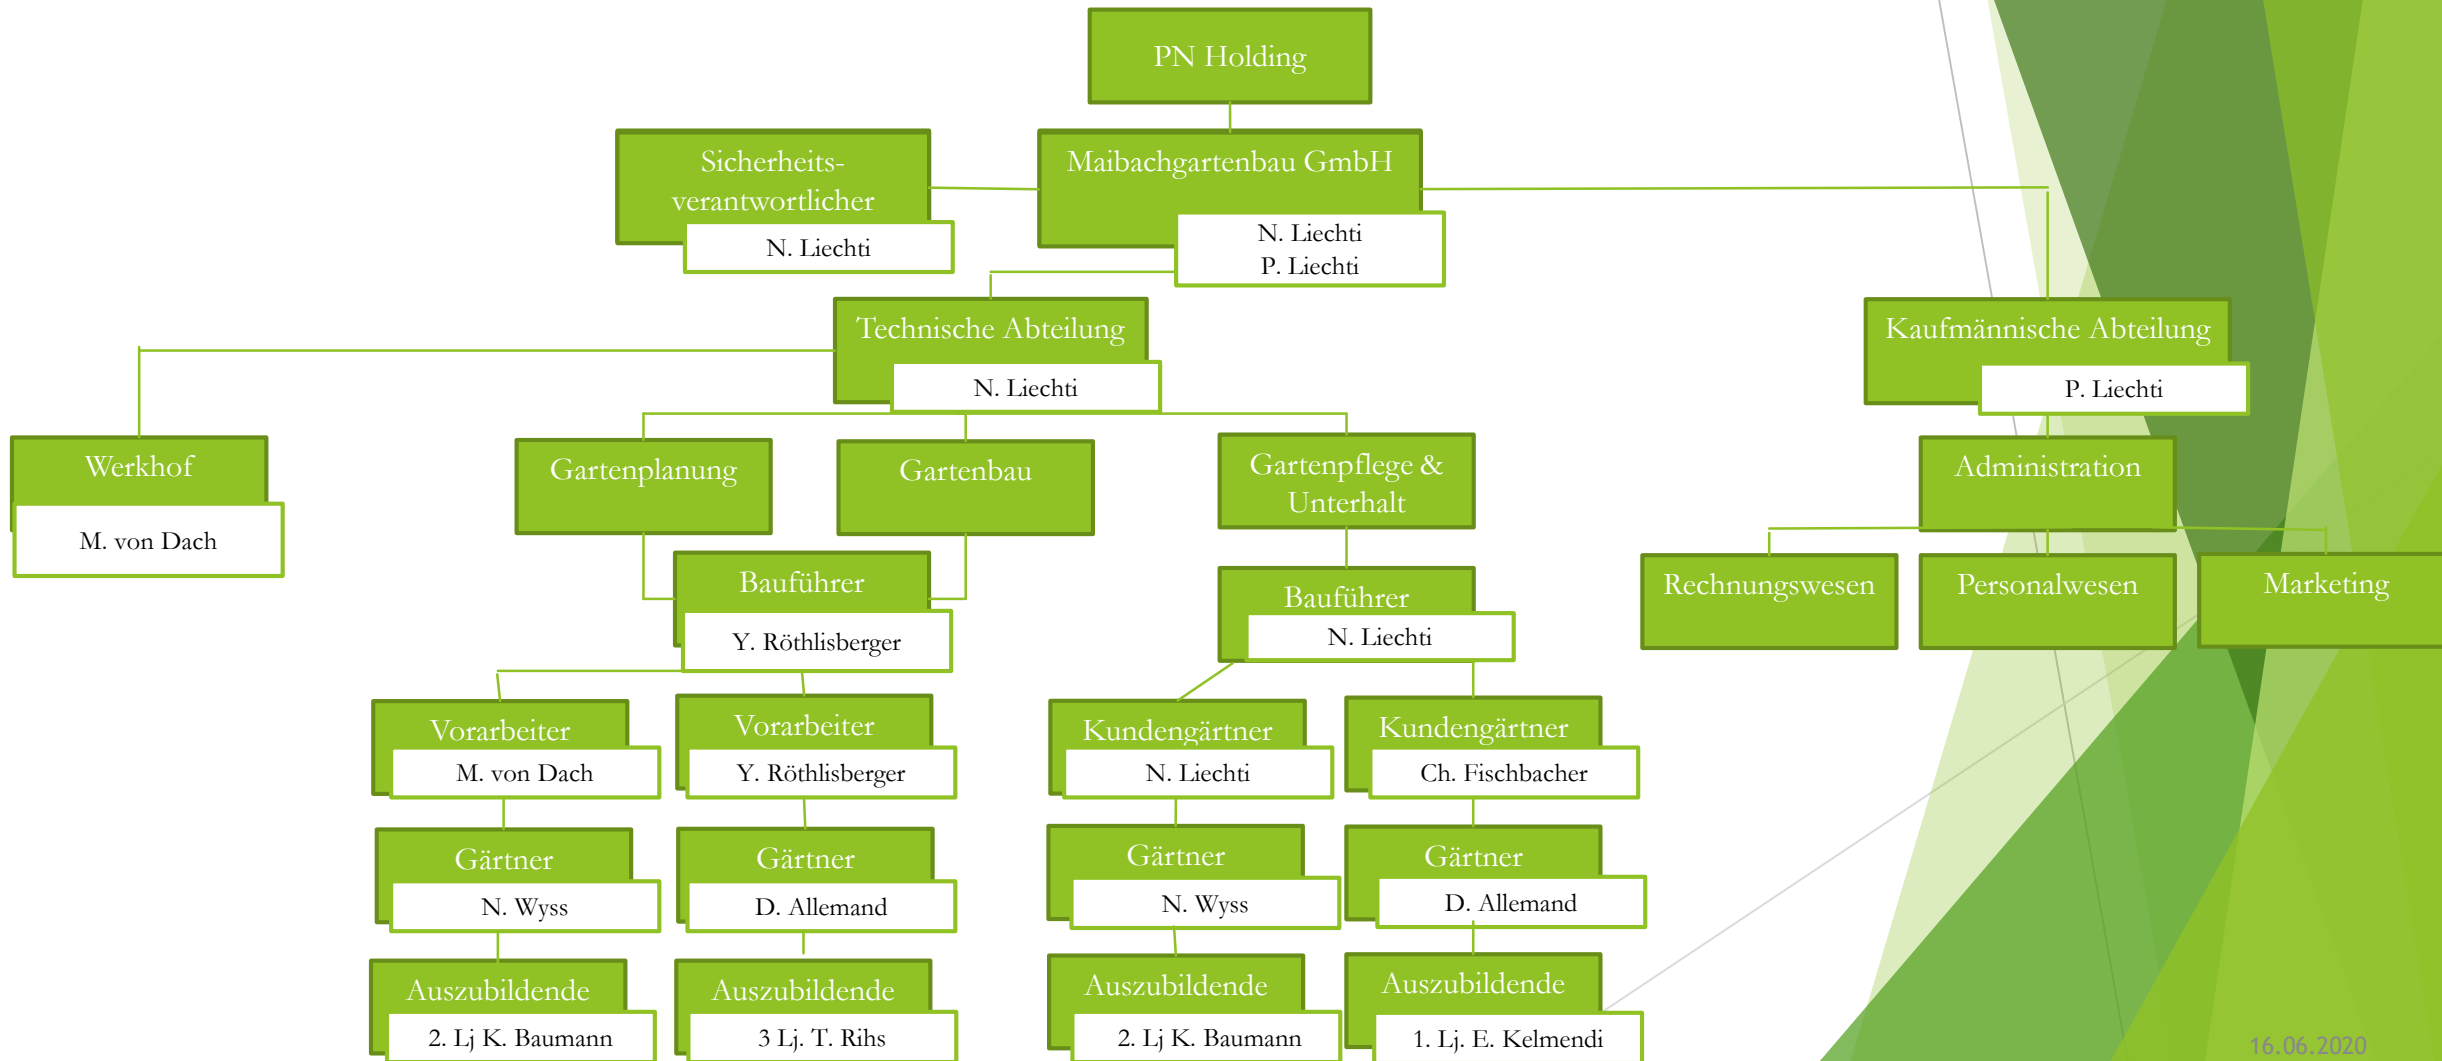 PN Holding
Sicherheits-
verantwortlicher
N. Liechti
Maibachgartenbau GmbH
N. Liechti
P. Liechti
Technische Abteilung
N. Liechti
Kaufmännische Abteilung
P. Liechti
Werkhof
M. von Dach
Gartenplanung
Gartenbau
Gartenpflege &
Unterhalt
Administration
Bauführer
Y. Röthlisberger
Bauführer
N. Liechti
Rechnungswesen
Personalwesen
Marketing
Vorarbeiter
M. von Dach
Vorarbeiter
Y. Röthlisberger
Kundengärtner
N. Liechti
Kundengärtner
Ch. Fischbacher
Gärtner
N. Wyss
Gärtner
D. Allemand
Gärtner
N. Wyss
Gärtner
D. Allemand
Auszubildende
2. Lj K. Baumann
Auszubildende
3 Lj. T. Rihs
Auszubildende
2. Lj K. Baumann
Auszubildende
1. Lj. E. Kelmendi
16.06.2020